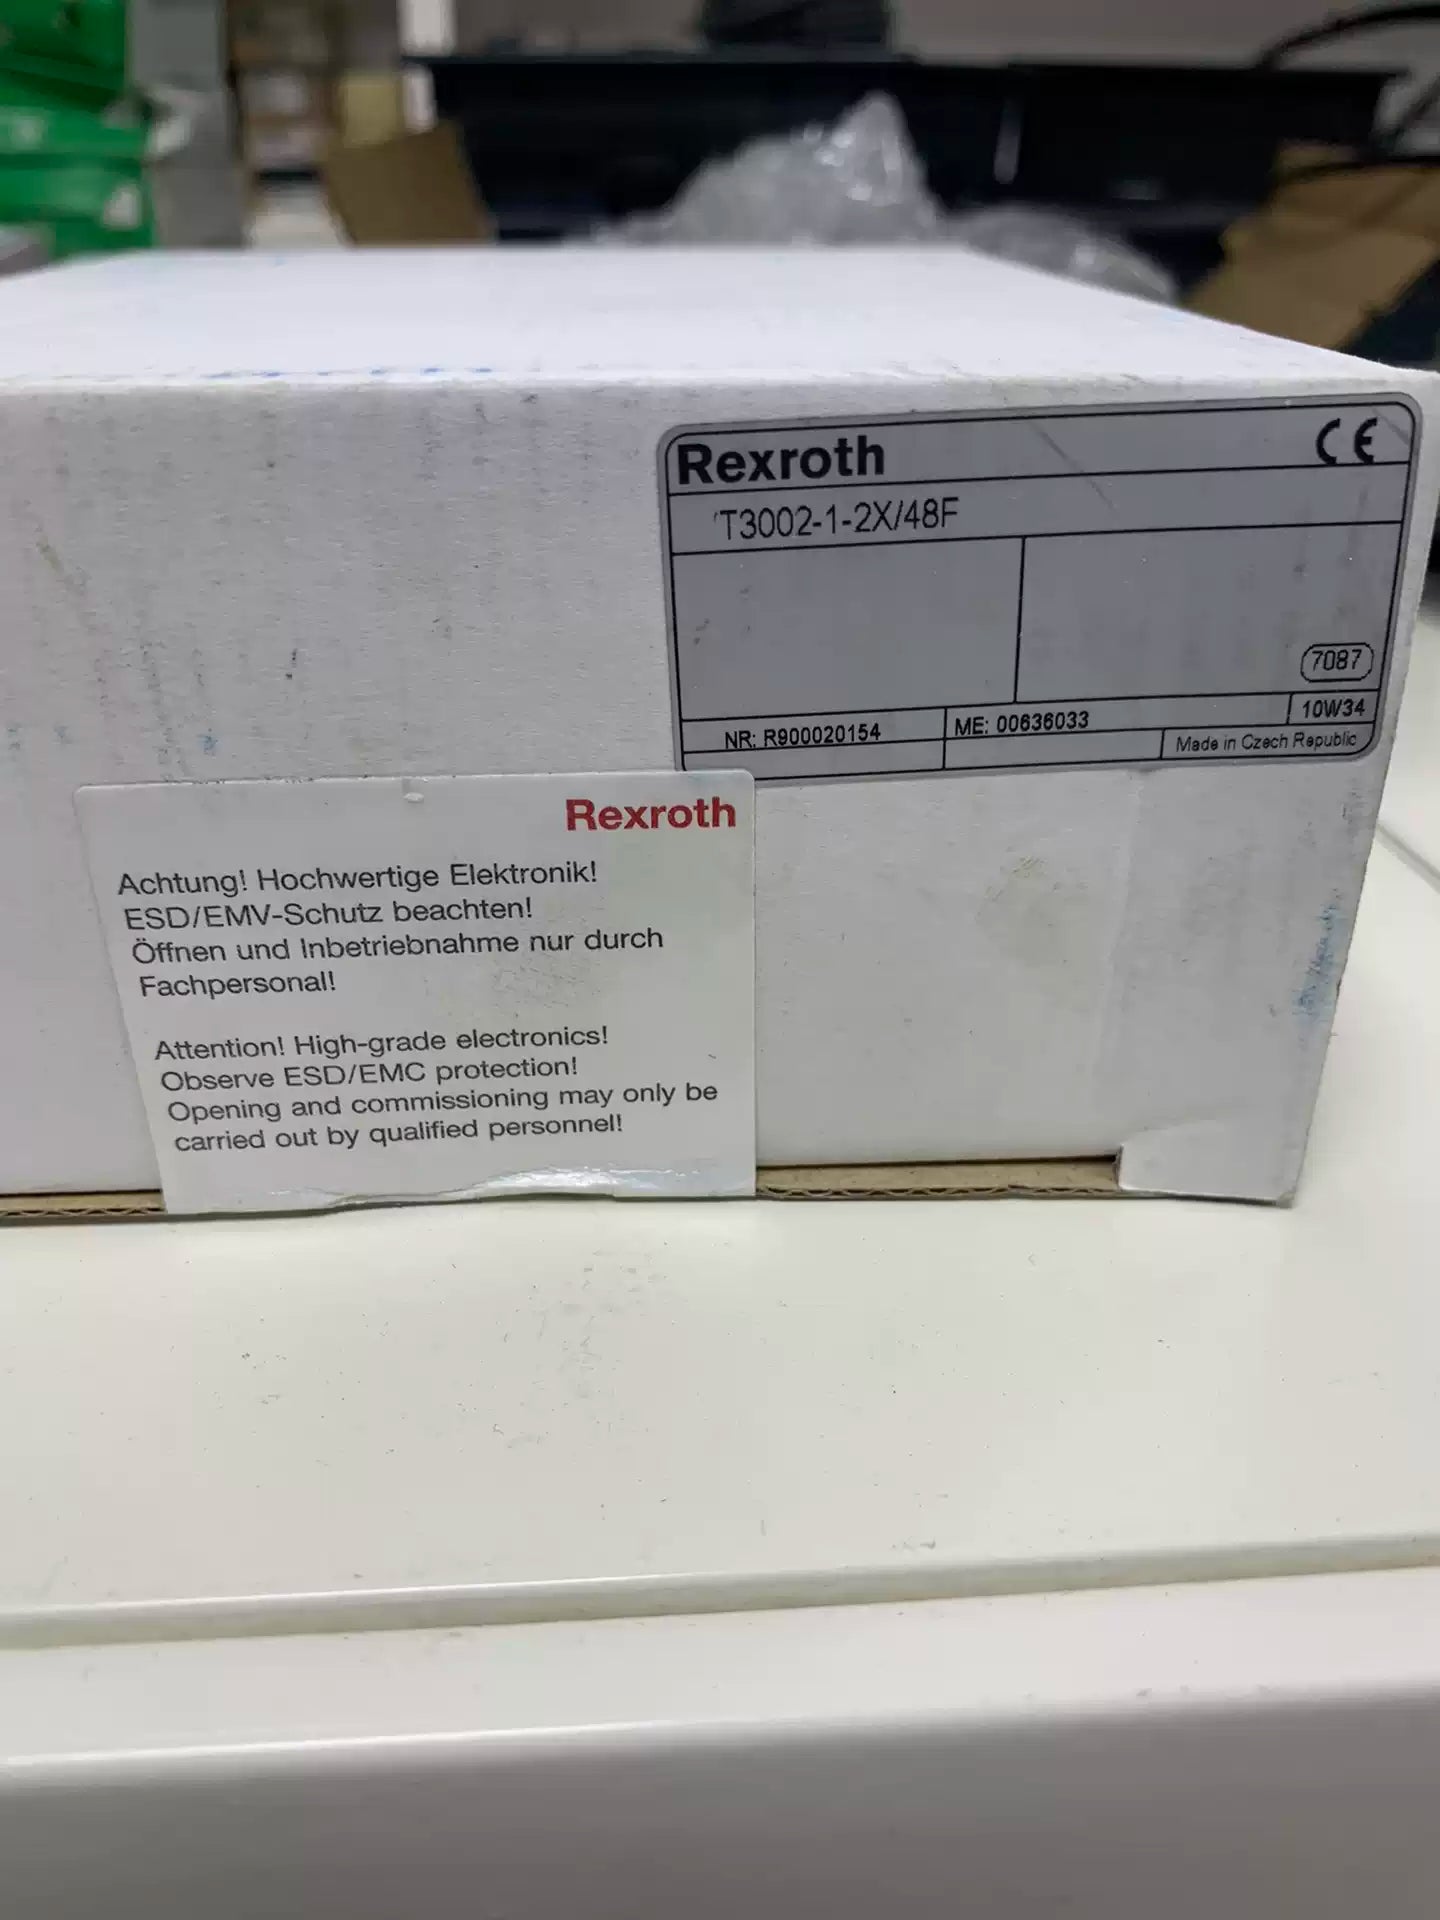 Rexroth
CE
T3002-1-2X/48F
7087
NR: R900020154
ME: 00636033
10W34
Made in Czech Republic
Rexroth
Achtung! Hochwertige Elektronik!
ESD/EMV-Schutz beachten!
Öffnen und Inbetriebnahme nur durch
Fachpersonal!
Attention! High-grade electronics!
Observe ESD/EMC protection!
Opening and commissioning may only be
carried out by qualified personnel!